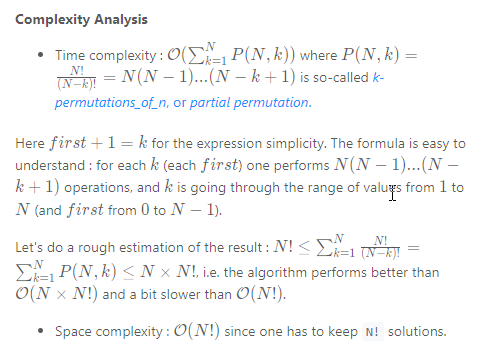 Complexity Analysis
• Time complexity : $\mathcal{O}(\sum_{k=1}^{N} P(N, k))$ where $P(N, k) =$
$\frac{N!}{(N-k)!} = N(N-1)...(N-k+1)$ is so-called k-
permutations_of_n, or partial permutation.
Here $first + 1 = k$ for the expression simplicity. The formula is easy to
understand : for each $k$ (each $first$) one performs $N(N-1)...(N-$
$k+1)$ operations, and $k$ is going through the range of values from $1$ to
$N$ (and $first$ from $0$ to $N-1$).
Let's do a rough estimation of the result : $N! \leq \sum_{k=1}^{N} \frac{N!}{(N-k)!} =$
$\sum_{k=1}^{N} P(N, k) \leq N \times N!$, i.e. the algorithm performs better than
$\mathcal{O}(N \times N!)$ and a bit slower than $\mathcal{O}(N!)$.
• Space complexity : $\mathcal{O}(N!)$ since one has to keep N! solutions.